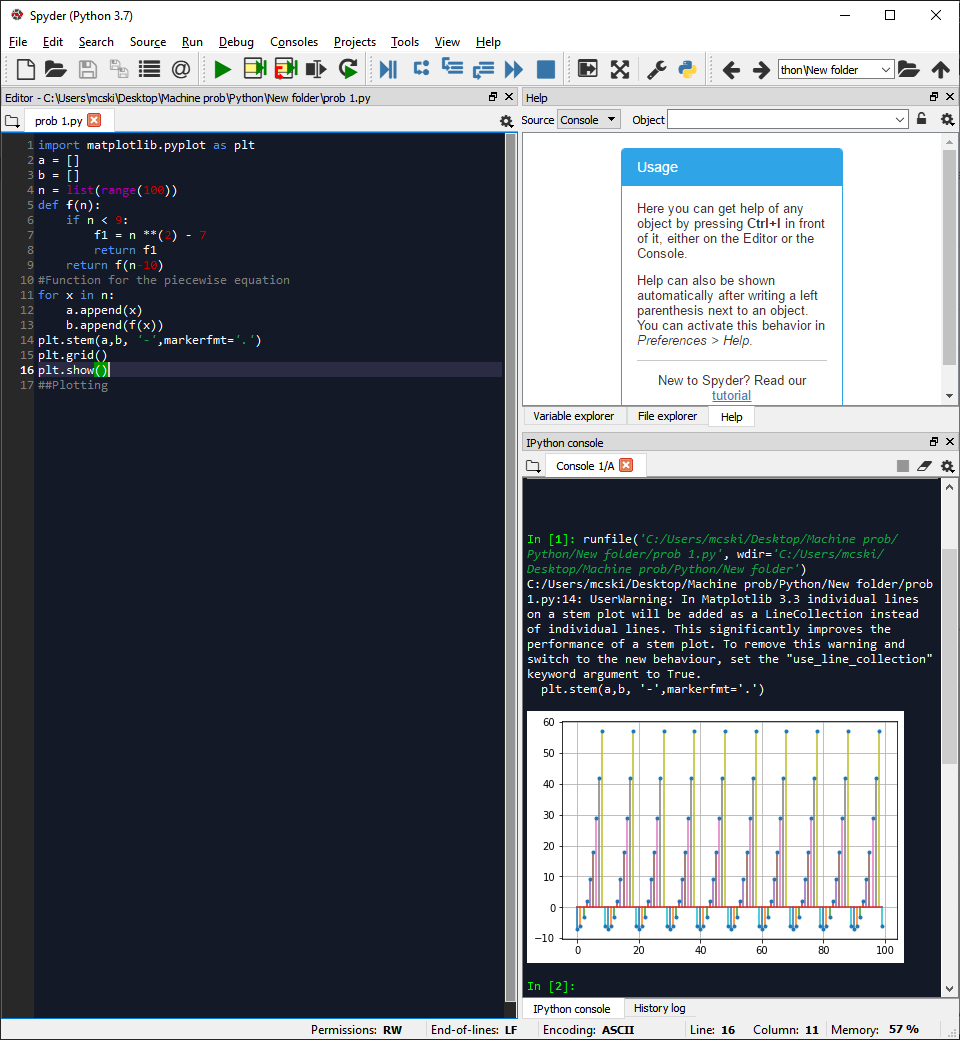 Spyder (Python 3.7)
File Edit Search Source Run Debug Consoles Projects Tools View Help
thon\New folder
Editor - C:\Users\mcski\Desktop\Machine prob\Python\New folder\prob 1.py
prob 1.py
1 import matplotlib.pyplot as plt
2 a = []
3 b = []
4 n = list(range(100))
5 def f(n):
6     if n < 9:
7         f1 = n **(2) - 7
8         return f1
9     return f(n-10)
10 #Function for the piecewise equation
11 for x in n:
12     a.append(x)
13     b.append(f(x))
14 plt.stem(a,b, '-',markerfmt='.')
15 plt.grid()
16 plt.show()
17 ##Plotting
Help
Source Console Object
Usage
Here you can get help of any
object by pressing Ctrl+I in front
of it, either on the Editor or the
Console.
Help can also be shown
automatically after writing a left
parenthesis next to an object.
You can activate this behavior in
Preferences > Help.
New to Spyder? Read our
tutorial
Variable explorer File explorer Help
IPython console
Console 1/A
In [1]: runfile('C:/Users/mcski/Desktop/Machine prob/
Python/New folder/prob 1.py', wdir='C:/Users/mcski/
Desktop/Machine prob/Python/New folder')
C:/Users/mcski/Desktop/Machine prob/Python/New folder/prob
1.py:14: UserWarning: In Matplotlib 3.3 individual lines
on a stem plot will be added as a LineCollection instead
of individual lines. This significantly improves the
performance of a stem plot. To remove this warning and
switch to the new behaviour, set the "use_line_collection"
keyword argument to True.
  plt.stem(a,b, '-',markerfmt='.')
60
50
40
30
20
10
0
−10
0 20 40 60 80 100
In [2]:
IPython console History log
Permissions: RW End-of-lines: LF Encoding: ASCII Line: 16 Column: 11 Memory: 57 %